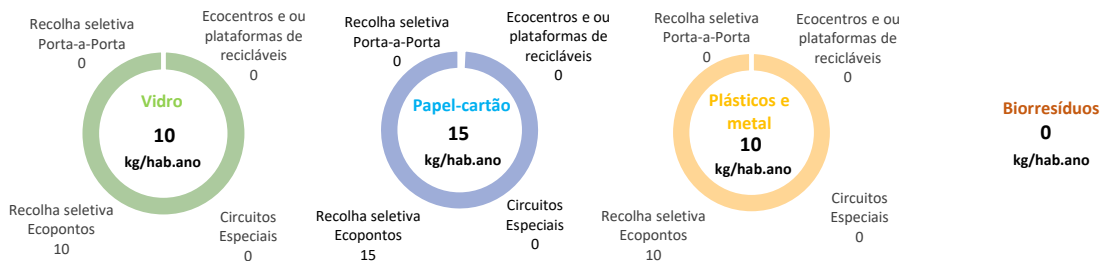 Recolha seletiva
Porta-a-Porta
0
Ecocentros e ou
plataformas de
recicláveis
0
Vidro
10
kg/hab.ano
Recolha seletiva
Ecopontos
10
Circuitos
Especiais
0
Recolha seletiva
Porta-a-Porta
0
Ecocentros e ou
plataformas de
recicláveis
0
Papel-cartão
15
kg/hab.ano
Recolha seletiva
Ecopontos
15
Circuitos
Especiais
0
Recolha seletiva
Porta-a-Porta
0
Ecocentros e ou
plataformas de
recicláveis
0
Plásticos e
metal
10
kg/hab.ano
Recolha seletiva
Ecopontos
10
Circuitos
Especiais
0
Biorresíduos
0
kg/hab.ano